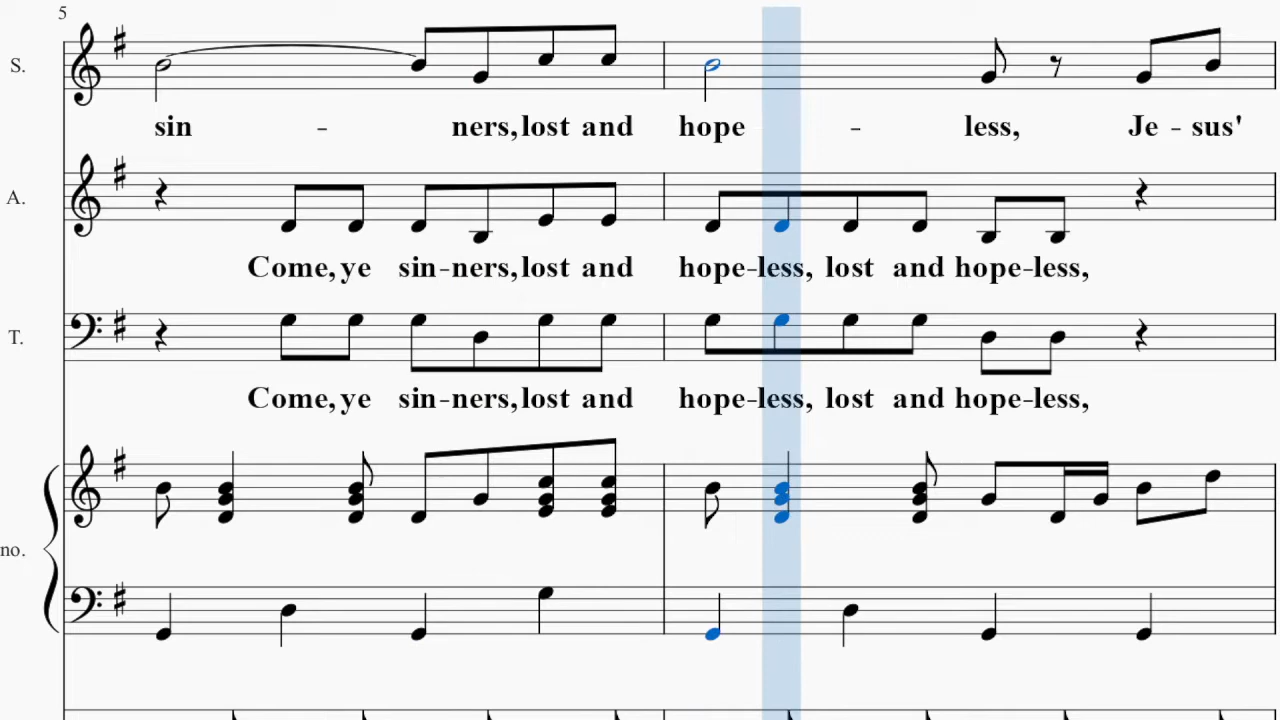 5
S.
sin - ners, lost and hope - less, Je - sus'
A.
Come, ye sin-ners, lost and hope-less, lost and hope-less,
T.
Come, ye sin-ners, lost and hope-less, lost and hope-less,
no.